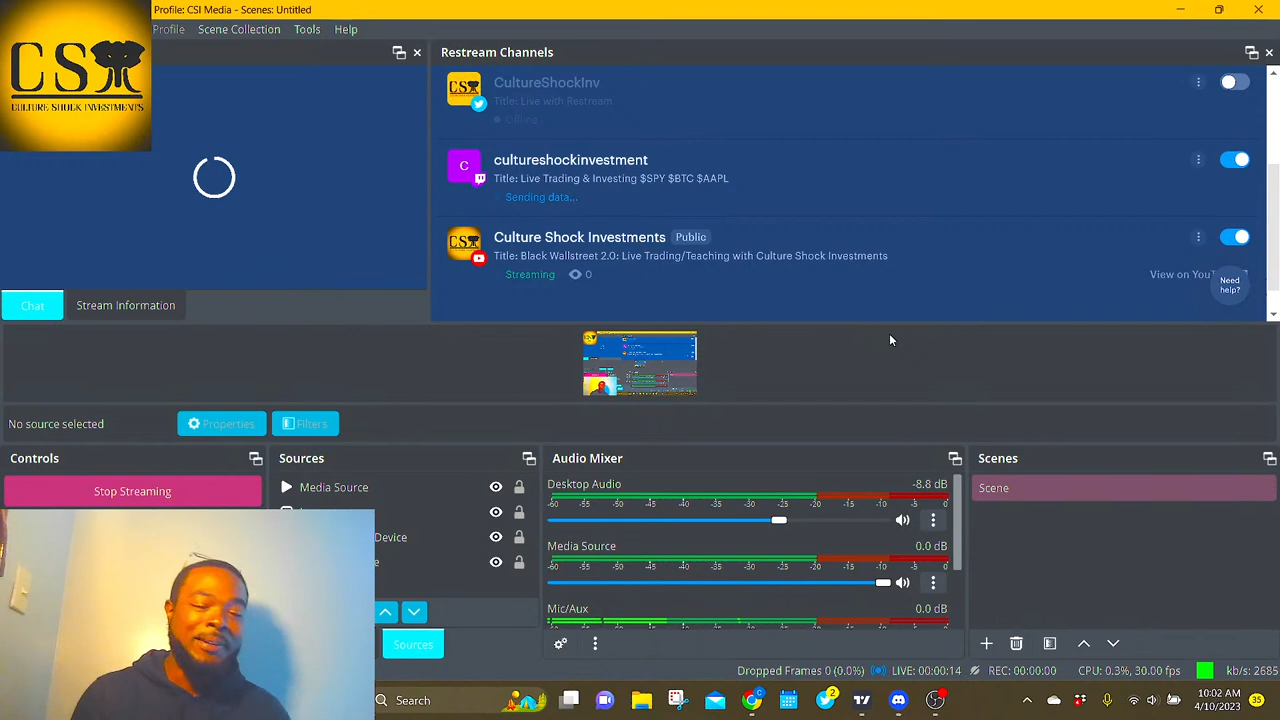 Profile: CSI Media - Scenes: Untitled
CSI
CULTURE SHOCK INVESTMENTS
Profile
Scene Collection
Tools
Help
Restream Channels
CSI
CultureShockInv
Title: Live with Restream
Offline
C
cultureshockinvestment
Title: Live Trading & Investing $SPY $BTC $AAPL
Sending data...
CSI
Culture Shock Investments
Public
Title: Black Wallstreet 2.0: Live Trading/Teaching with Culture Shock Investments
Streaming
0
View on
Need
help?
Chat
Stream Information
No source selected
Properties
Filters
Controls
Sources
Audio Mixer
Scenes
Stop Streaming
Media Source
Device
Sources
Desktop Audio
-8.8 dB
-60 -55 -50 -45 -40 -35 -30 -25 -20 -15 -10 -5 0
Media Source
0.0 dB
-60 -55 -50 -45 -40 -35 -30 -25 -20 -15 -10 -5 0
Mic/Aux
0.0 dB
Scene
Dropped Frames 0 (0.0%)
LIVE: 00:00:14
REC: 00:00:00
CPU: 0.3%, 30.00 fps
kb/s: 2685
Search
C
2
10:02 AM
4/10/2023
35